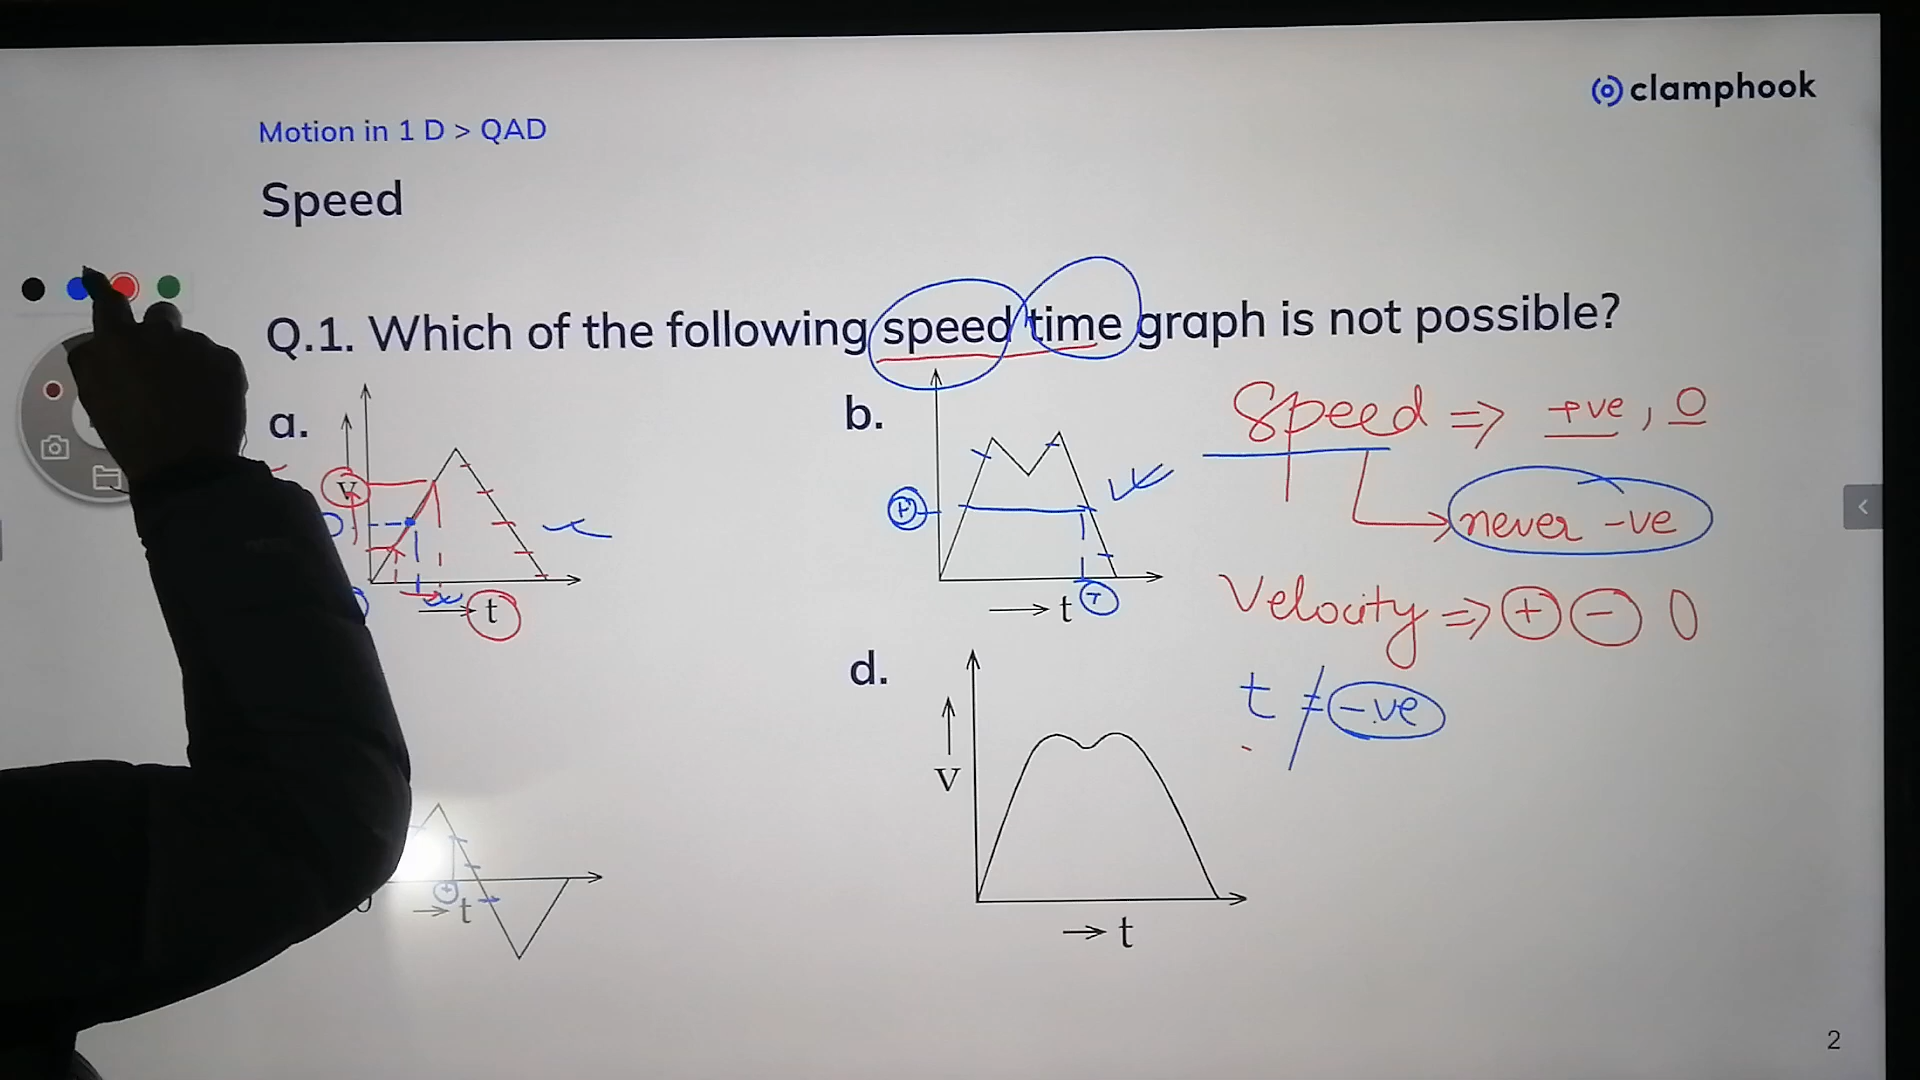 clamphook
Motion in 1 D > QAD
Speed
Q.1. Which of the following speed time graph is not possible?
a.
v
t
b.
+
t +
Speed ⇒ +ve, 0
never -ve
Velocity ⇒ + - 0
t ≠ -ve
+
t
d.
v
t
2